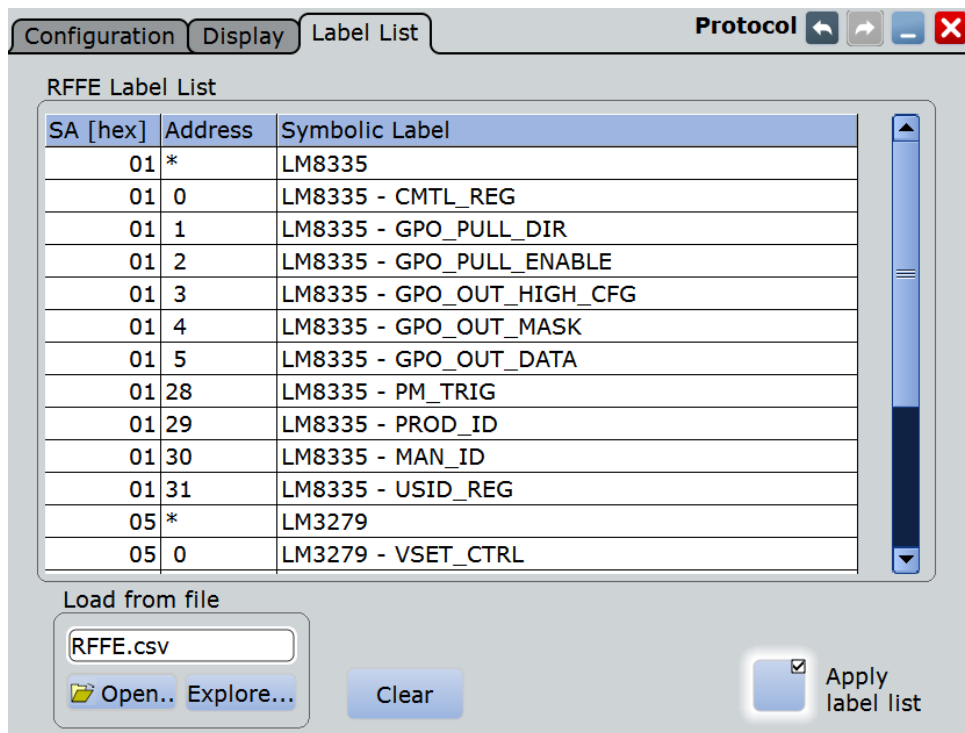 Configuration Display Label List Protocol
RFFE Label List
SA [hex] Address Symbolic Label
01 * LM8335
01 0 LM8335 - CMTL_REG
01 1 LM8335 - GPO_PULL_DIR
01 2 LM8335 - GPO_PULL_ENABLE
01 3 LM8335 - GPO_OUT_HIGH_CFG
01 4 LM8335 - GPO_OUT_MASK
01 5 LM8335 - GPO_OUT_DATA
01 28 LM8335 - PM_TRIG
01 29 LM8335 - PROD_ID
01 30 LM8335 - MAN_ID
01 31 LM8335 - USID_REG
05 * LM3279
05 0 LM3279 - VSET_CTRL
Load from file
RFFE.csv
Open.. Explore...
Clear
Apply
label list